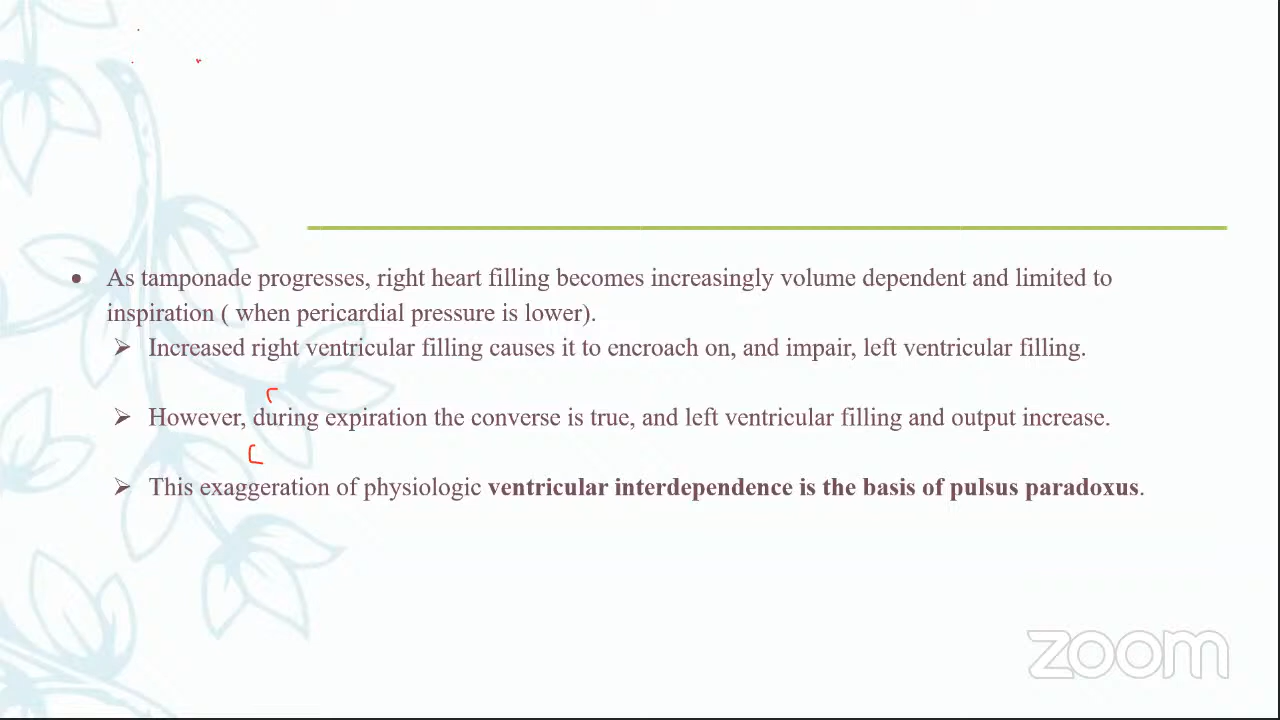 • As tamponade progresses, right heart filling becomes increasingly volume dependent and limited to
inspiration ( when pericardial pressure is lower).
➢ Increased right ventricular filling causes it to encroach on, and impair, left ventricular filling.
➢ However, during expiration the converse is true, and left ventricular filling and output increase.
➢ This exaggeration of physiologic ventricular interdependence is the basis of pulsus paradoxus.
zoom